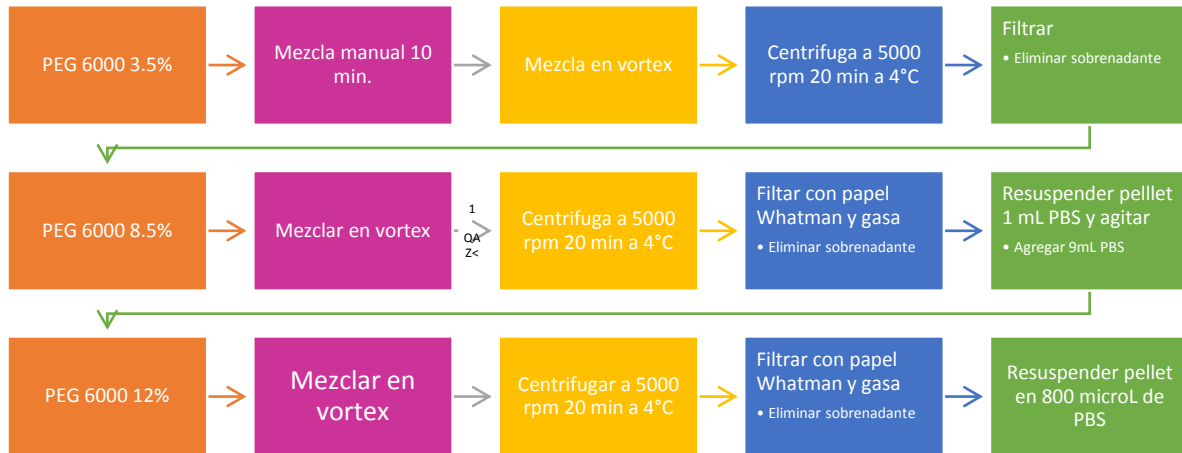 PEG 6000 3.5%
Mezcla manual 10
min.
Mezcla en vortex
Centrifuga a 5000
rpm 20 min a 4°C
Filtrar
• Eliminar sobrenadante
PEG 6000 8.5%
Mezclar en vortex
1
QA
Z<
Centrifuga a 5000
rpm 20 min a 4°C
Filtar con papel
Whatman y gasa
• Eliminar sobrenadante
Resuspender pelllet
1 mL PBS y agitar
• Agregar 9mL PBS
PEG 6000 12%
Mezclar en
vortex
Centrifugar a 5000
rpm 20 min a 4°C
Filtrar con papel
Whatman y gasa
• Eliminar sobrenadante
Resuspender pellet
en 800 microL de
PBS